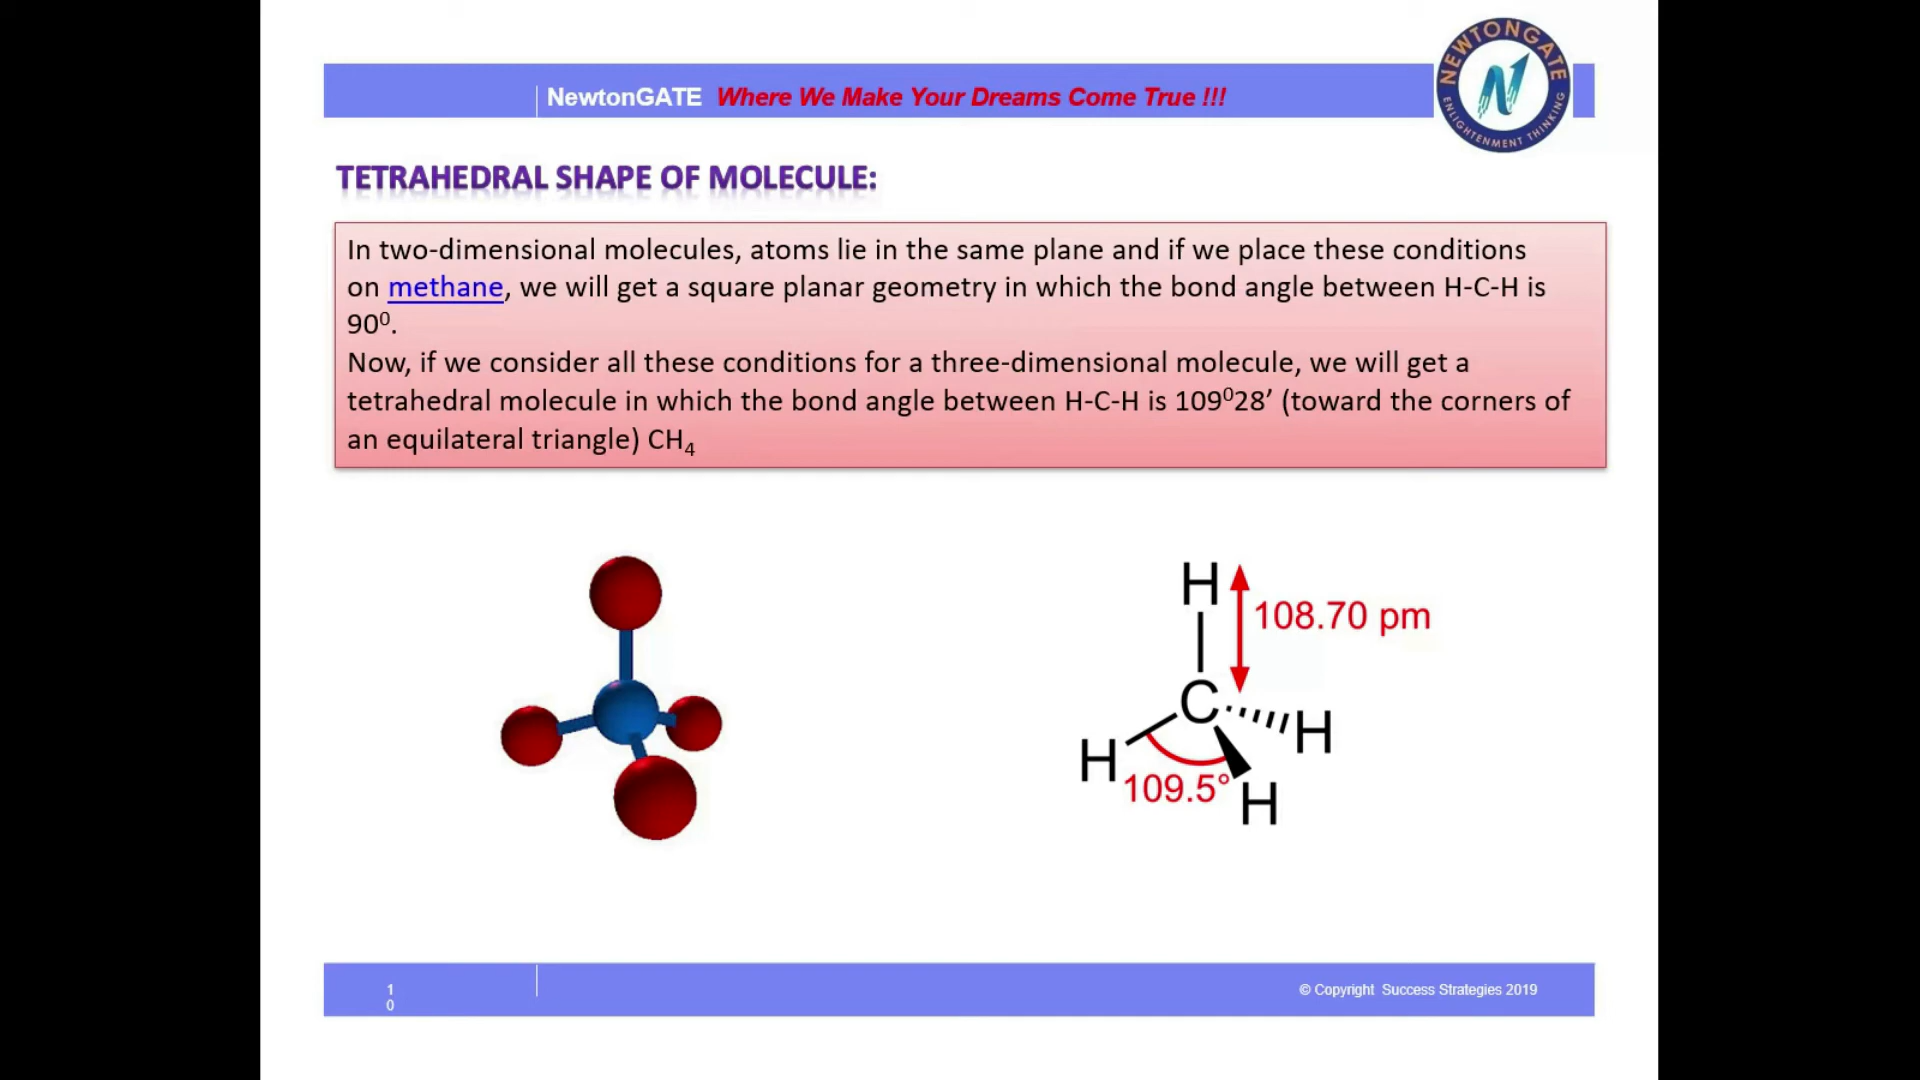 NewtonGATE Where We Make Your Dreams Come True !!!
NEWTONGATE
ENLIGHTENMENT THINKING
TETRAHEDRAL SHAPE OF MOLECULE:
In two-dimensional molecules, atoms lie in the same plane and if we place these conditions
on methane, we will get a square planar geometry in which the bond angle between H-C-H is
90⁰.
Now, if we consider all these conditions for a three-dimensional molecule, we will get a
tetrahedral molecule in which the bond angle between H-C-H is 109⁰28’ (toward the corners of
an equilateral triangle) CH₄
H
108.70 pm
C
H
H
109.5°
H
1
0
© Copyright Success Strategies 2019